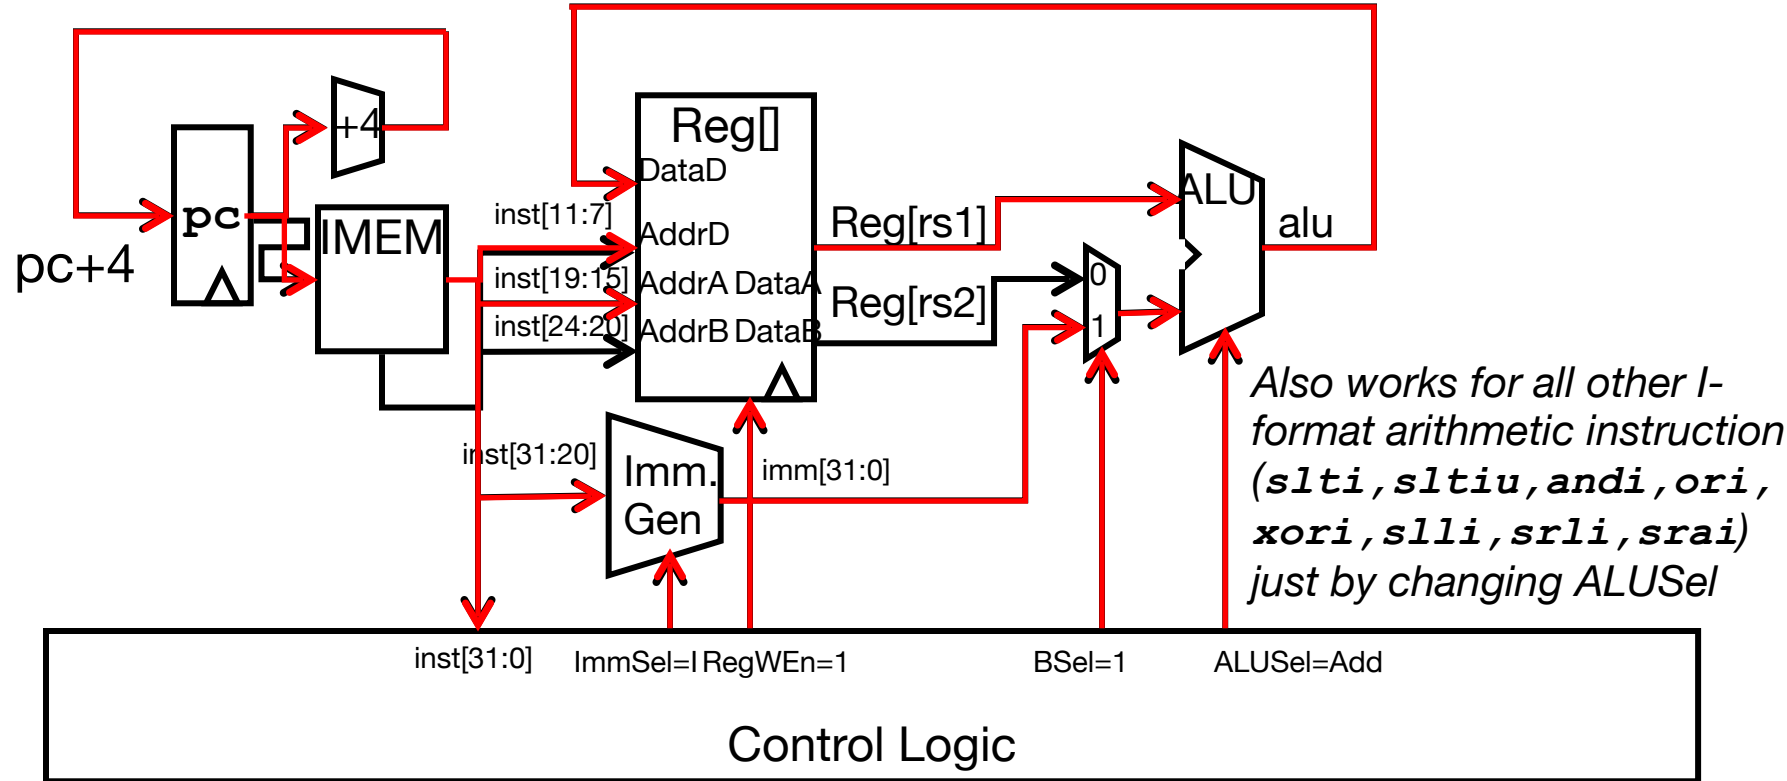 +4
Reg[]
DataD
ALU
pc
inst[11:7]
IMEM
AddrD
Reg[rs1]
alu
pc+4
inst[19:15]
AddrA DataA
0
Reg[rs2]
inst[24:20]
AddrB DataB
1
Also works for all other I-
format arithmetic instruction
(slti,sltiu,andi,ori,
xori,slli,srli,srai)
just by changing ALUSel
inst[31:20]
Imm.
Gen
imm[31:0]
inst[31:0]
ImmSel=I
RegWEn=1
BSel=1
ALUSel=Add
Control Logic